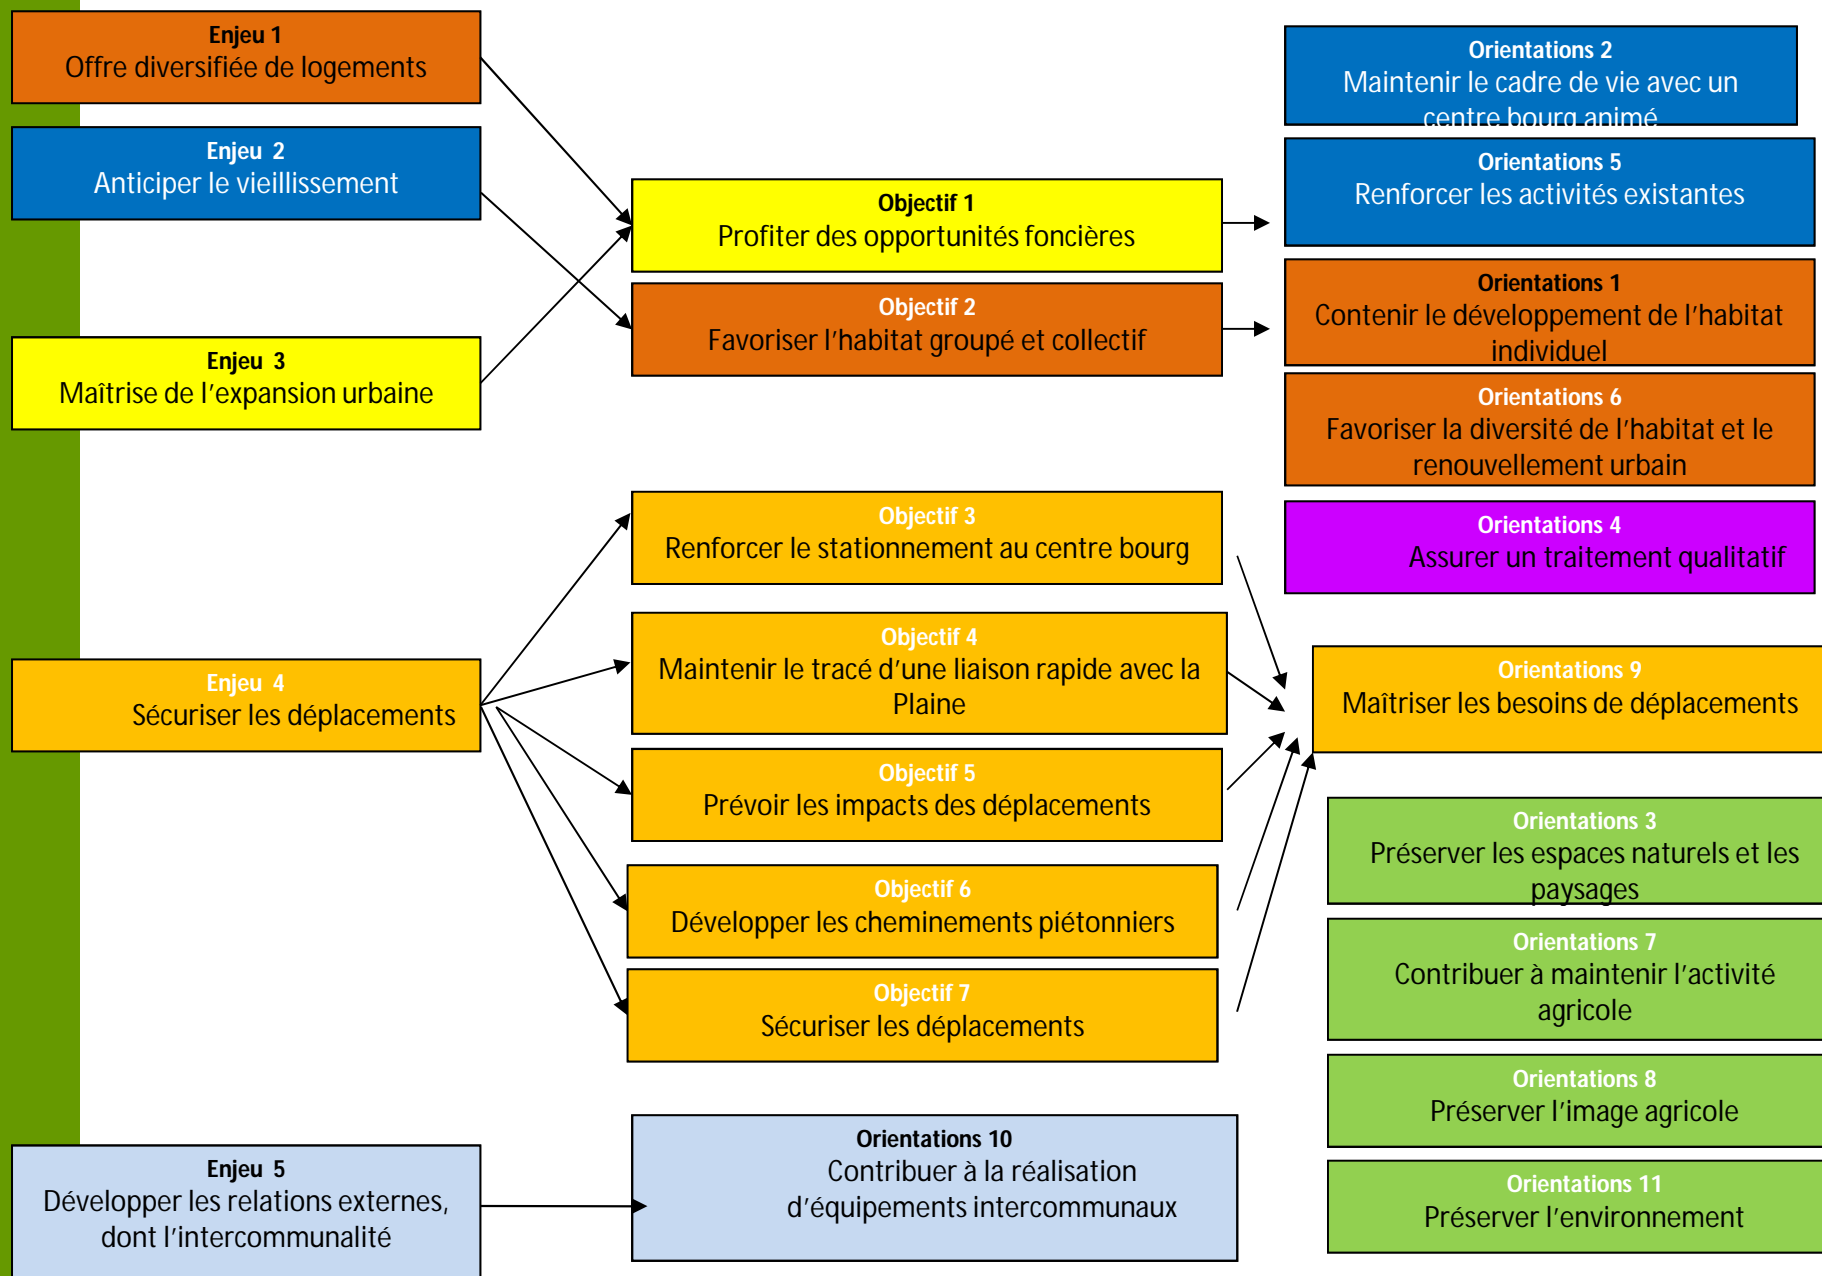 Enjeu 1
Offre diversifiée de logements
Enjeu 2
Anticiper le vieillissement
Enjeu 3
Maîtrise de l'expansion urbaine
Enjeu 4
Sécuriser les déplacements
Enjeu 5
Développer les relations externes,
dont l'intercommunalité
Objectif 1
Profiter des opportunités foncières
Objectif 2
Favoriser l'habitat groupé et collectif
Objectif 3
Renforcer le stationnement au centre bourg
Objectif 4
Maintenir le tracé d'une liaison rapide avec la
Plaine
Objectif 5
Prévoir les impacts des déplacements
Objectif 6
Développer les cheminements piétonniers
Objectif 7
Sécuriser les déplacements
Orientations 10
Contribuer à la réalisation
d'équipements intercommunaux
Orientations 2
Maintenir le cadre de vie avec un
centre bourg animé
Orientations 5
Renforcer les activités existantes
Orientations 1
Contenir le développement de l'habitat
individuel
Orientations 6
Favoriser la diversité de l'habitat et le
renouvellement urbain
Orientations 4
Assurer un traitement qualitatif
Orientations 9
Maîtriser les besoins de déplacements
Orientations 3
Préserver les espaces naturels et les
paysages
Orientations 7
Contribuer à maintenir l'activité
agricole
Orientations 8
Préserver l'image agricole
Orientations 11
Préserver l'environnement